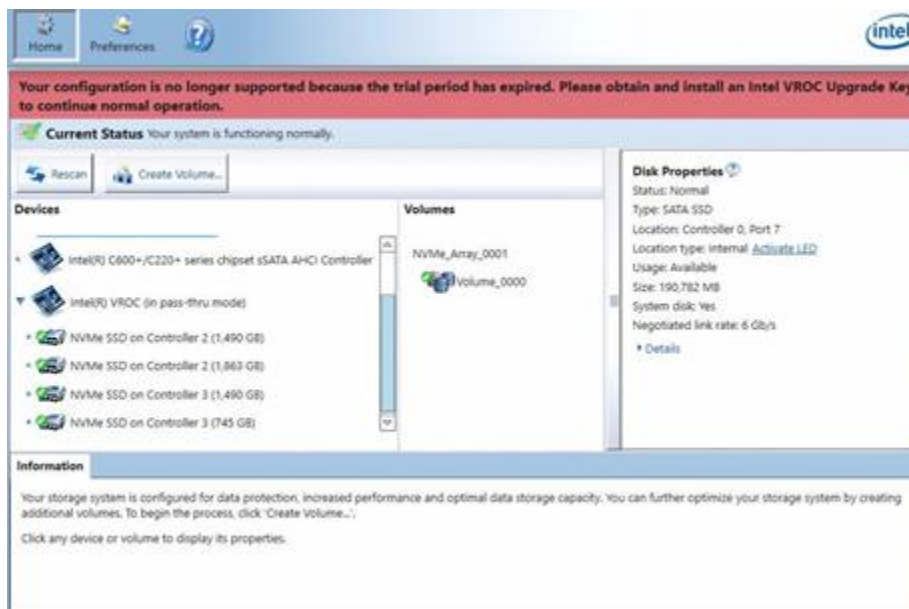 Home
Preferences
intel
Your configuration is no longer supported because the trial period has expired. Please obtain and install an Intel VROC Upgrade Key
to continue normal operation.
Current Status Your system is functioning normally.
Rescan
Create Volume...
Devices
Intel(R) C600+/C220+ series chipset sSATA AHCI Controller
Intel(R) VROC (in pass-thru mode)
NVMe SSD on Controller 2 (1,490 GB)
NVMe SSD on Controller 2 (1,863 GB)
NVMe SSD on Controller 3 (1,490 GB)
NVMe SSD on Controller 3 (745 GB)
Volumes
NVMe_Array_0001
Volume_0000
Disk Properties
Status: Normal
Type: SATA SSD
Location: Controller 0, Port 7
Location type: Internal Activate LED
Usage: Available
Size: 190,782 MB
System disk: Yes
Negotiated link rate: 6 Gb/s
Details
Information
Your storage system is configured for data protection, increased performance and optimal data storage capacity. You can further optimize your storage system by creating
additional volumes. To begin the process, click 'Create Volume...'.
Click any device or volume to display its properties.